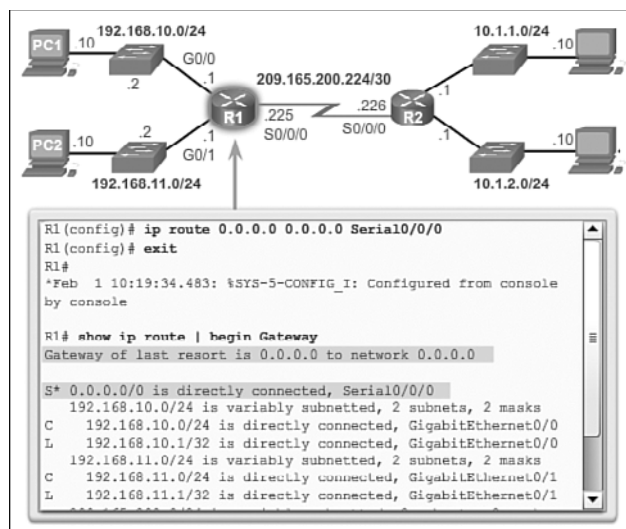 192.168.10.0/24
10.1.1.0/24
PC1
.10
G0/0
.10
.2
.1
209.165.200.224/30
.1
.226
R1
.225
R2
PC2
.10
.2
.1
S0/0/0
S0/0/0
.1
.10
G0/1
192.168.11.0/24
10.1.2.0/24
R1(config)# ip route 0.0.0.0 0.0.0.0 Serial0/0/0
R1(config)# exit
R1#
*Feb 1 10:19:34.483: %SYS-5-CONFIG_I: Configured from console
by console
R1# show ip route | begin Gateway
Gateway of last resort is 0.0.0.0 to network 0.0.0.0
S* 0.0.0.0/0 is directly connected, Serial0/0/0
192.168.10.0/24 is variably subnetted, 2 subnets, 2 masks
C 192.168.10.0/24 is directly connected, GigabitEthernet0/0
L 192.168.10.1/32 is directly connected, GigabitEthernet0/0
192.168.11.0/24 is variably subnetted, 2 subnets, 2 masks
C 192.168.11.0/24 is directly connected, GigabitEthernet0/1
L 192.168.11.1/32 is directly connected, GigabitEthernet0/1